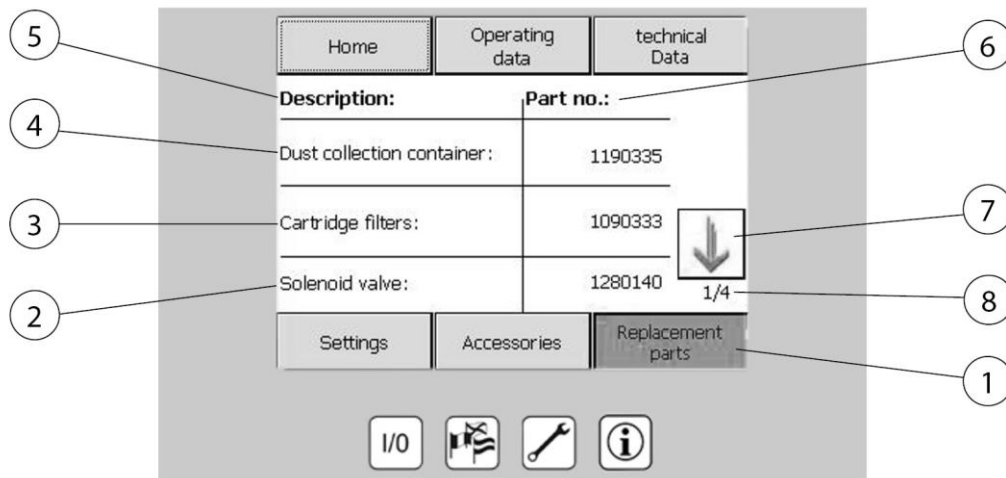 5
4
3
2
6
7
8
1
Home
Operating
data
technical
Data
Description:
Part no.:
Dust collection container:
1190335
Cartridge filters:
1090333
Solenoid valve:
1280140
1/4
Settings
Accessories
Replacement
parts
I/0
i